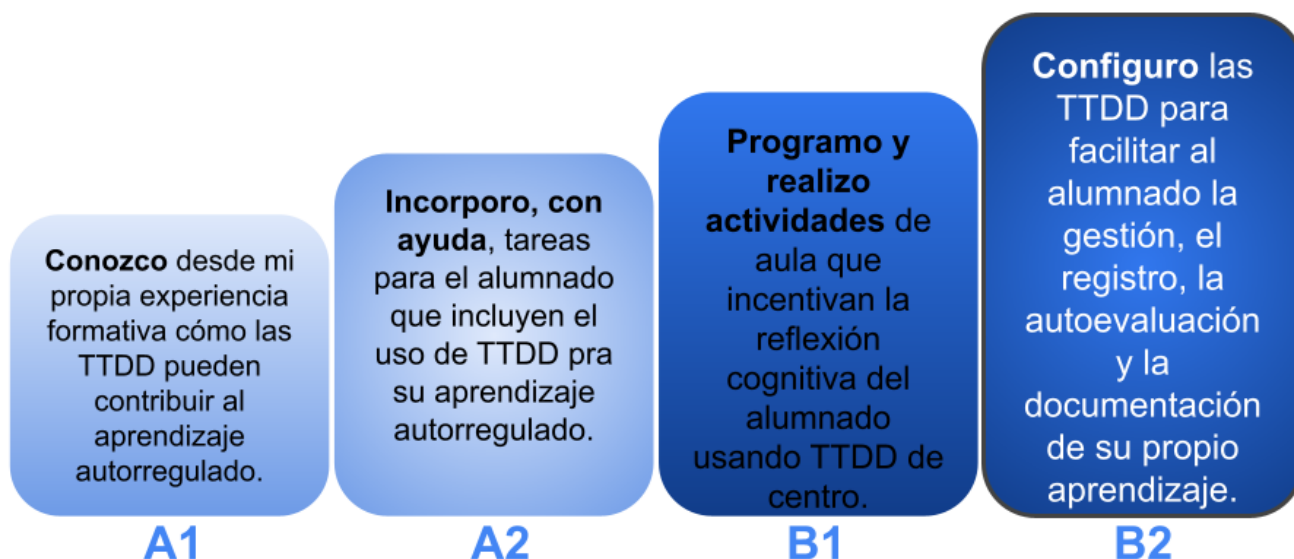 Conozco desde mi
propia experiencia
formativa cómo las
TTDD pueden
contribuir al
aprendizaje
autorregulado.
A1
Incorporo, con
ayuda, tareas
para el alumnado
que incluyen el
uso de TTDD pra
su aprendizaje
autorregulado.
A2
Programo y
realizo
actividades de
aula que
incentivan la
reflexión
cognitiva del
alumnado
usando TTDD de
centro.
B1
Configuro las
TTDD para
facilitar al
alumnado la
gestión, el
registro, la
autoevaluación
y la
documentación
de su propio
aprendizaje.
B2